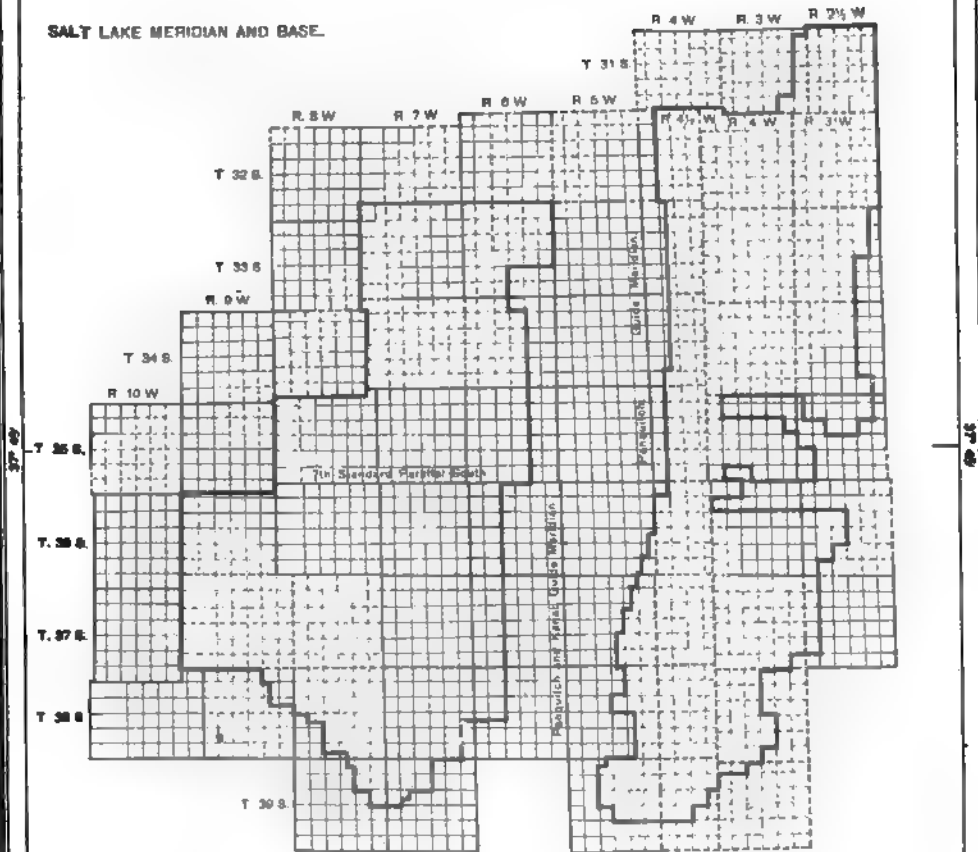 SALT LAKE MERIDIAN AND BASE.
R. 4 W R. 3 W R. 2½ W
T 31 S.
R. 8 W R. 7 W R. 6 W R. 5 W
R. 4½ W R. 4 W R. 3 W
T 32 S.
Guide Meridian
T 33 S
R. 9 W
T 34 S.
R 10 W
Panguitch
37° 45'
T 35 S.
7th Standard Parallel South
T. 36 S.
Panguitch and Kanab Guide Meridian
T. 37 S.
T 38 S
T 39 S.